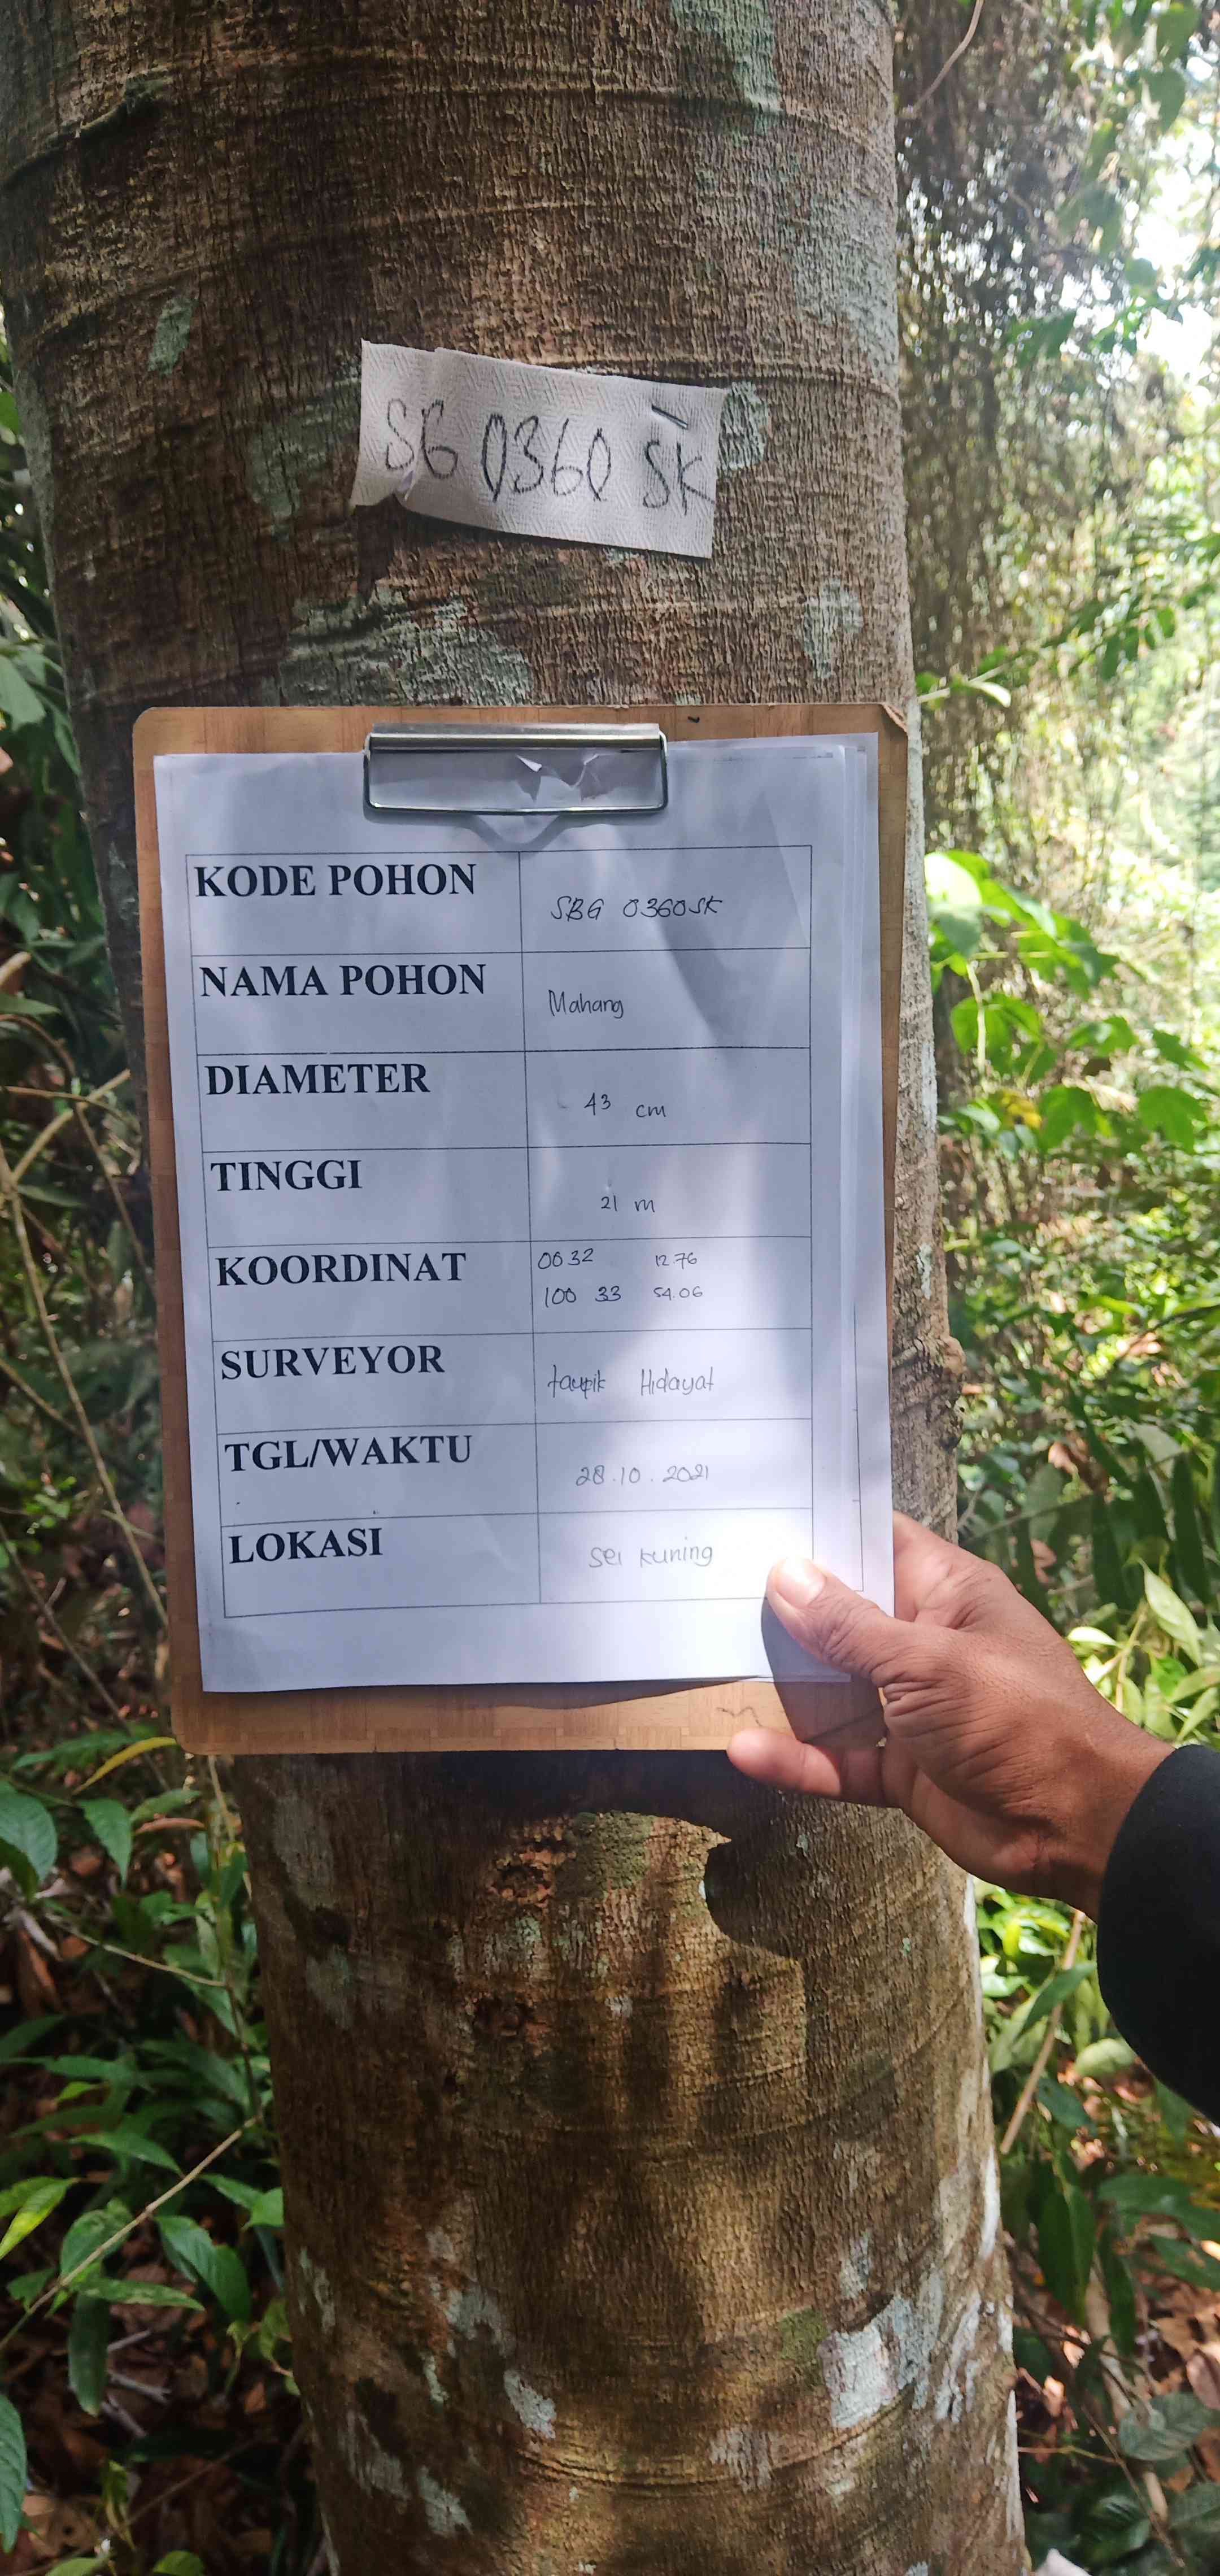 SG 0360 SK
KODE POHON SBG 0360SK
NAMA POHON Mahang
DIAMETER 43 cm
TINGGI 21 m
KOORDINAT 00 32 12.76
100 33 54.06
SURVEYOR taupik Hidayat
TGL/WAKTU 28.10.2021
LOKASI Sei kuning